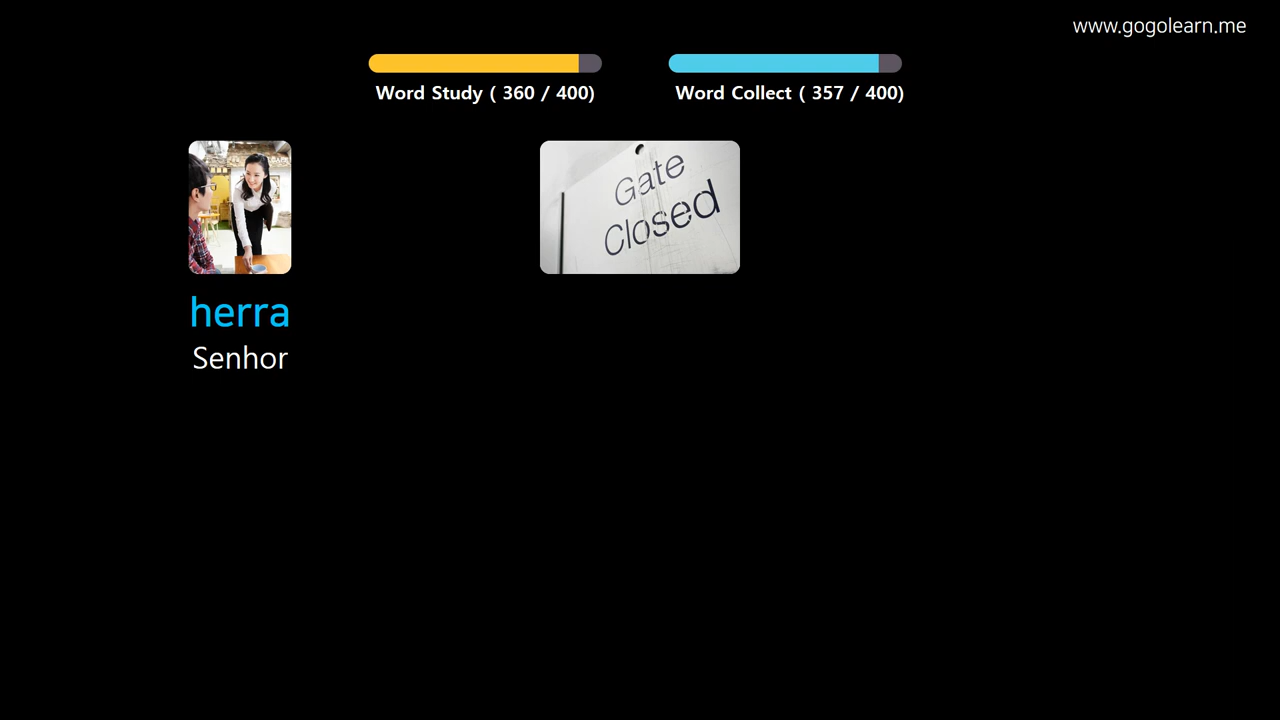 www.gogolearn.me
Word Study ( 360 / 400)
Word Collect ( 357 / 400)
Gate
Closed
herra
Senhor